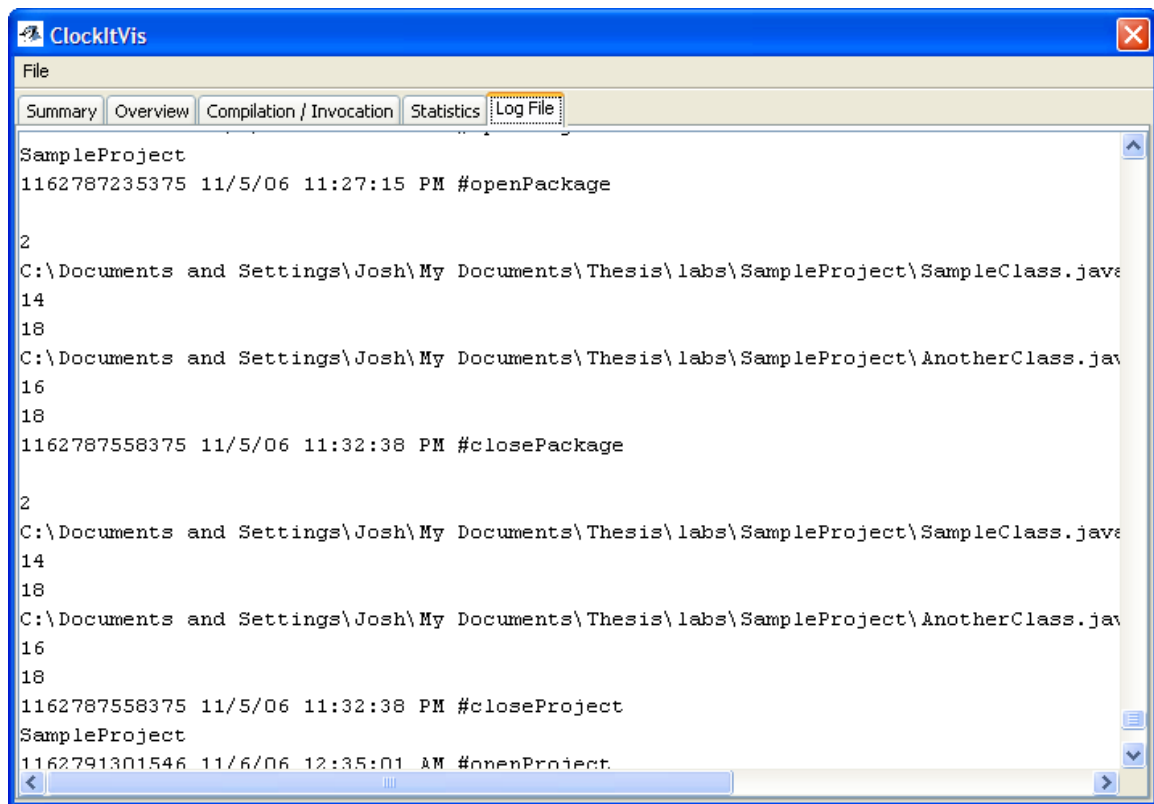 ClockItVis
File
Summary Overview Compilation / Invocation Statistics Log File
SampleProject
1162787235375 11/5/06 11:27:15 PM #openPackage
2
C:\Documents and Settings\Josh\My Documents\Thesis\labs\SampleProject\SampleClass.java
14
18
C:\Documents and Settings\Josh\My Documents\Thesis\labs\SampleProject\AnotherClass.jav
16
18
1162787558375 11/5/06 11:32:38 PM #closePackage
2
C:\Documents and Settings\Josh\My Documents\Thesis\labs\SampleProject\SampleClass.java
14
18
C:\Documents and Settings\Josh\My Documents\Thesis\labs\SampleProject\AnotherClass.jav
16
18
1162787558375 11/5/06 11:32:38 PM #closeProject
SampleProject
1162791301546 11/6/06 12:35:01 AM #openProject